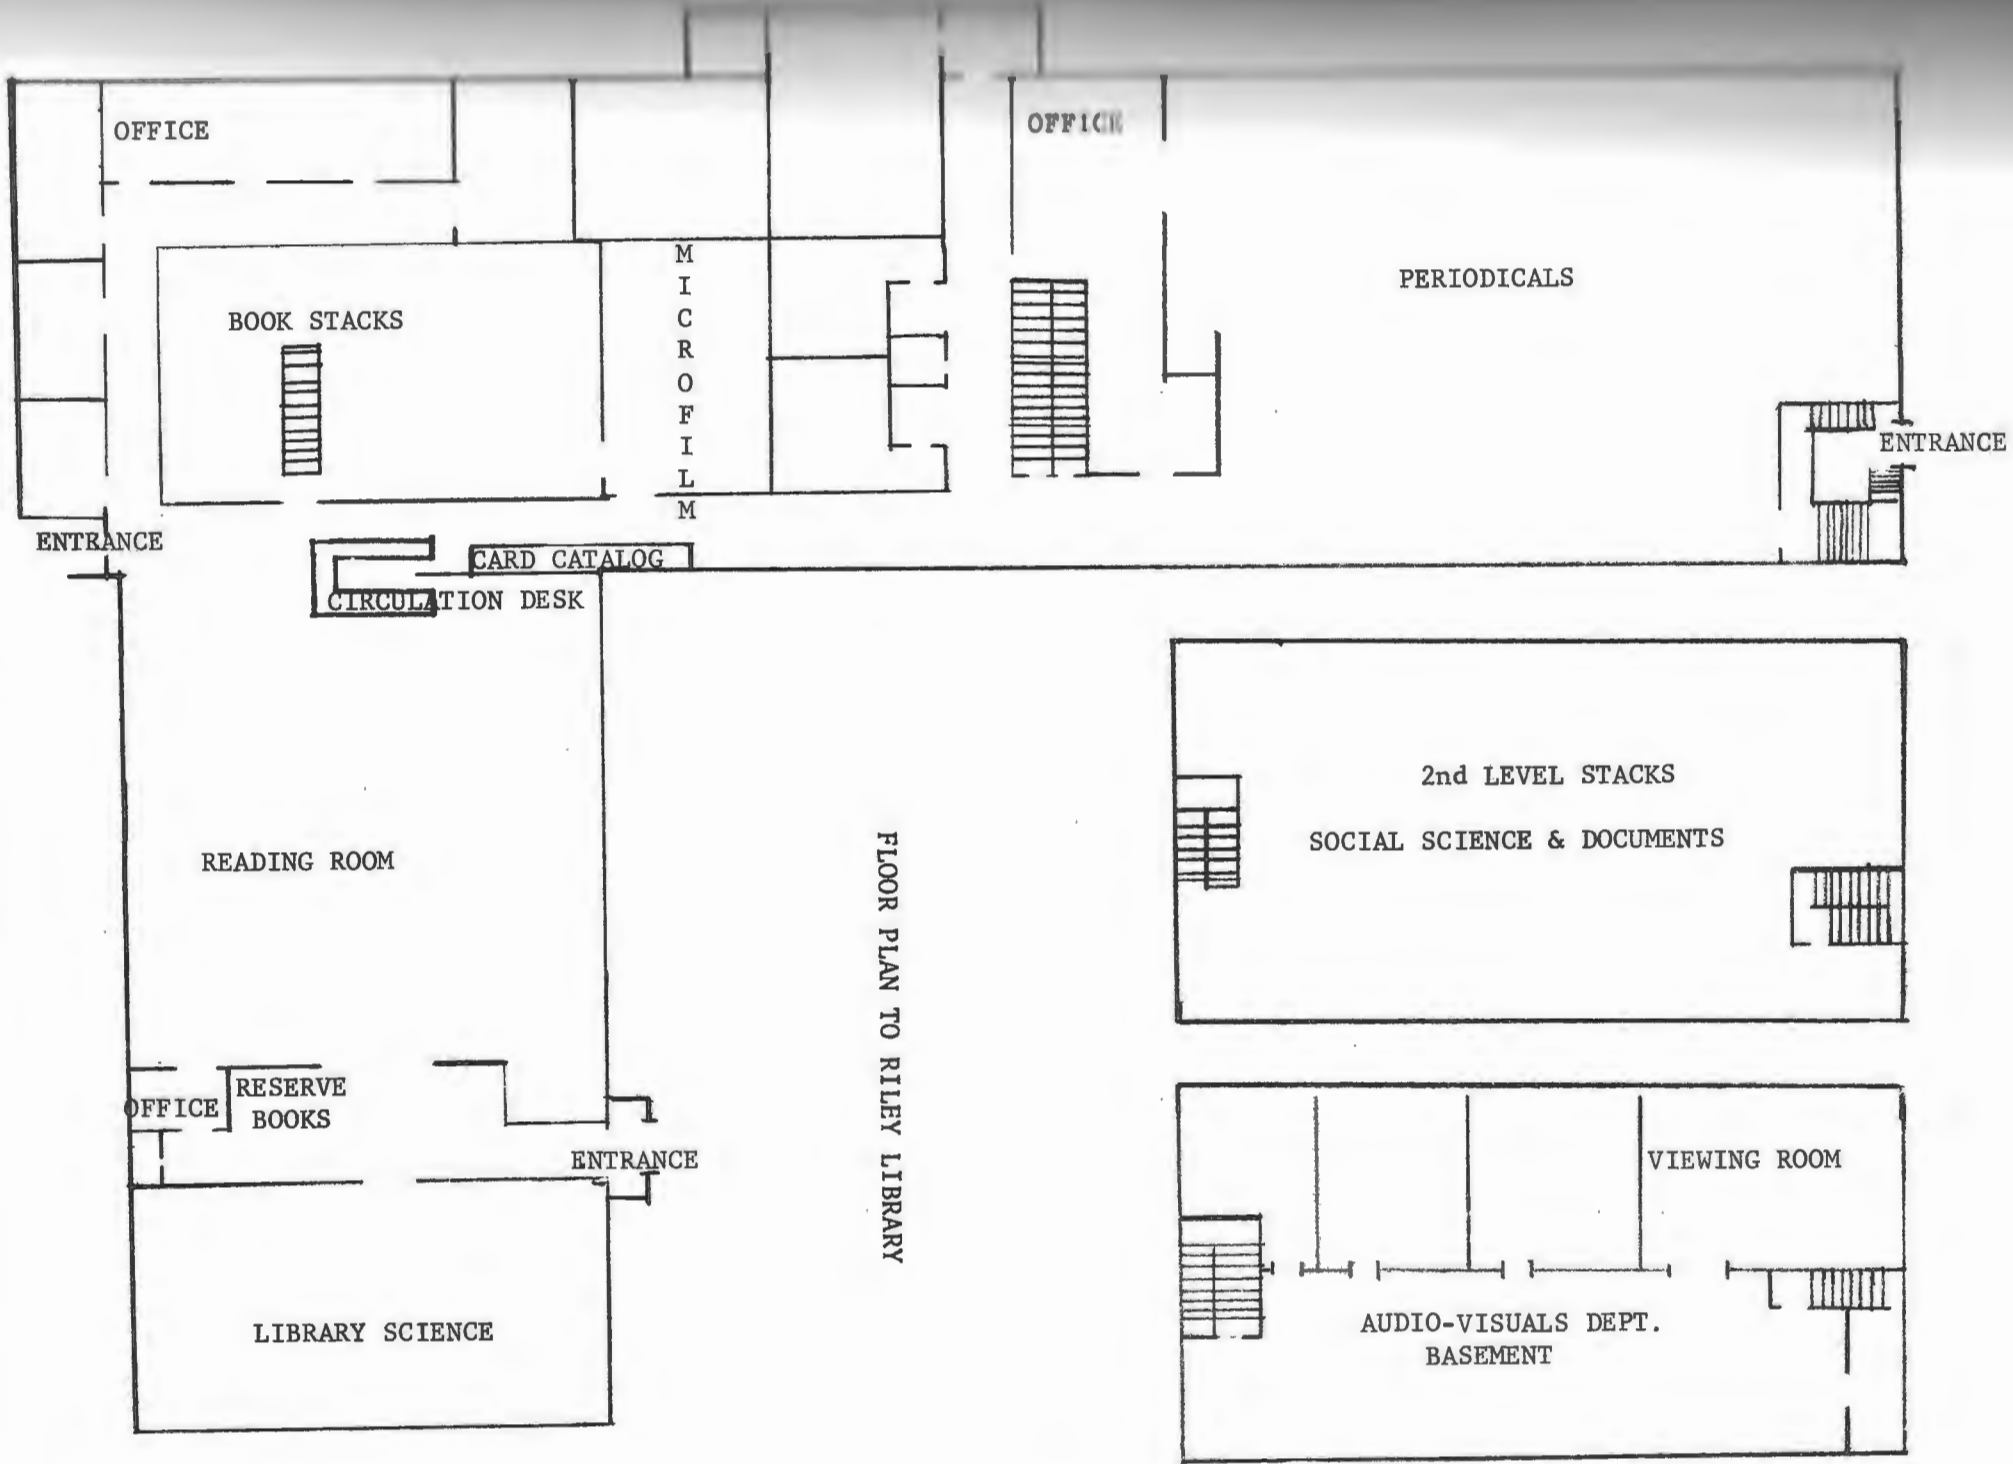 OFFICE
OFFICE
PERIODICALS
BOOK STACKS
MICROFILM
ENTRANCE
ENTRANCE
CARD CATALOG
CIRCULATION DESK
READING ROOM
RESERVE
BOOKS
OFFICE
ENTRANCE
LIBRARY SCIENCE
FLOOR PLAN TO RILEY LIBRARY
2nd LEVEL STACKS
SOCIAL SCIENCE & DOCUMENTS
VIEWING ROOM
AUDIO-VISUALS DEPT.
BASEMENT